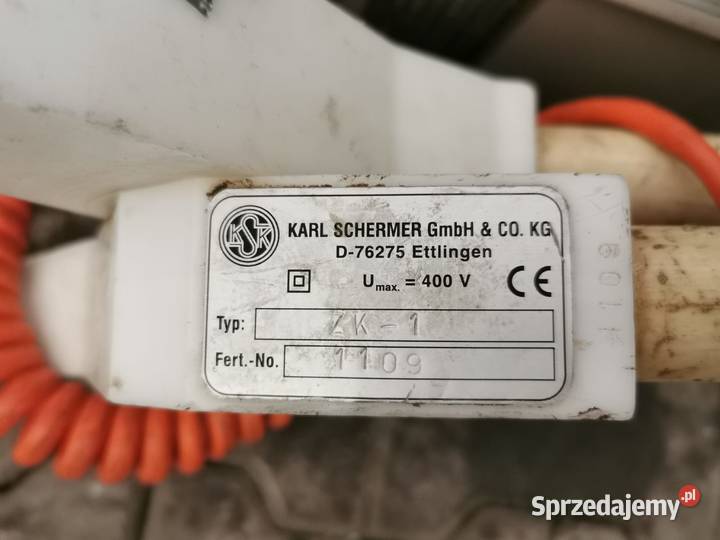 KSR
KARL SCHERMER GmbH & CO. KG
D-76275 Ettlingen
Umax. = 400 V
CE
Typ: ZK-1
Fert.-No. 1109
1109
Sprzedajemy.pl